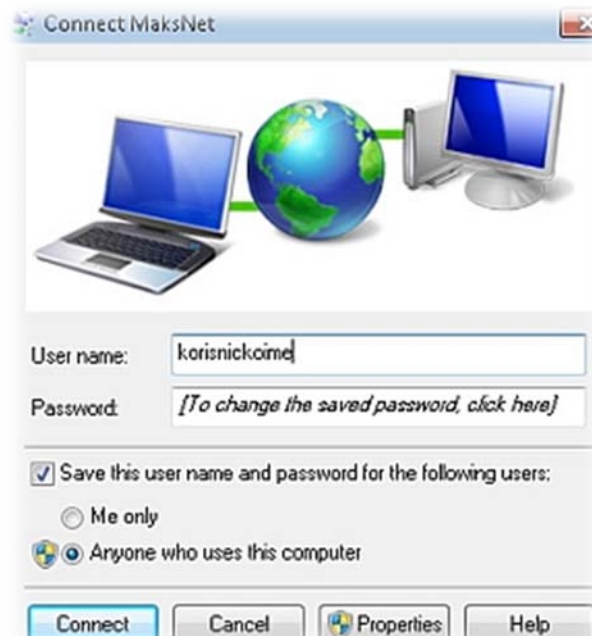 Connect MaksNet
User name: korisnickoime
Password: [To change the saved password, click here]
Save this user name and password for the following users:
Me only
Anyone who uses this computer
Connect Cancel Properties Help